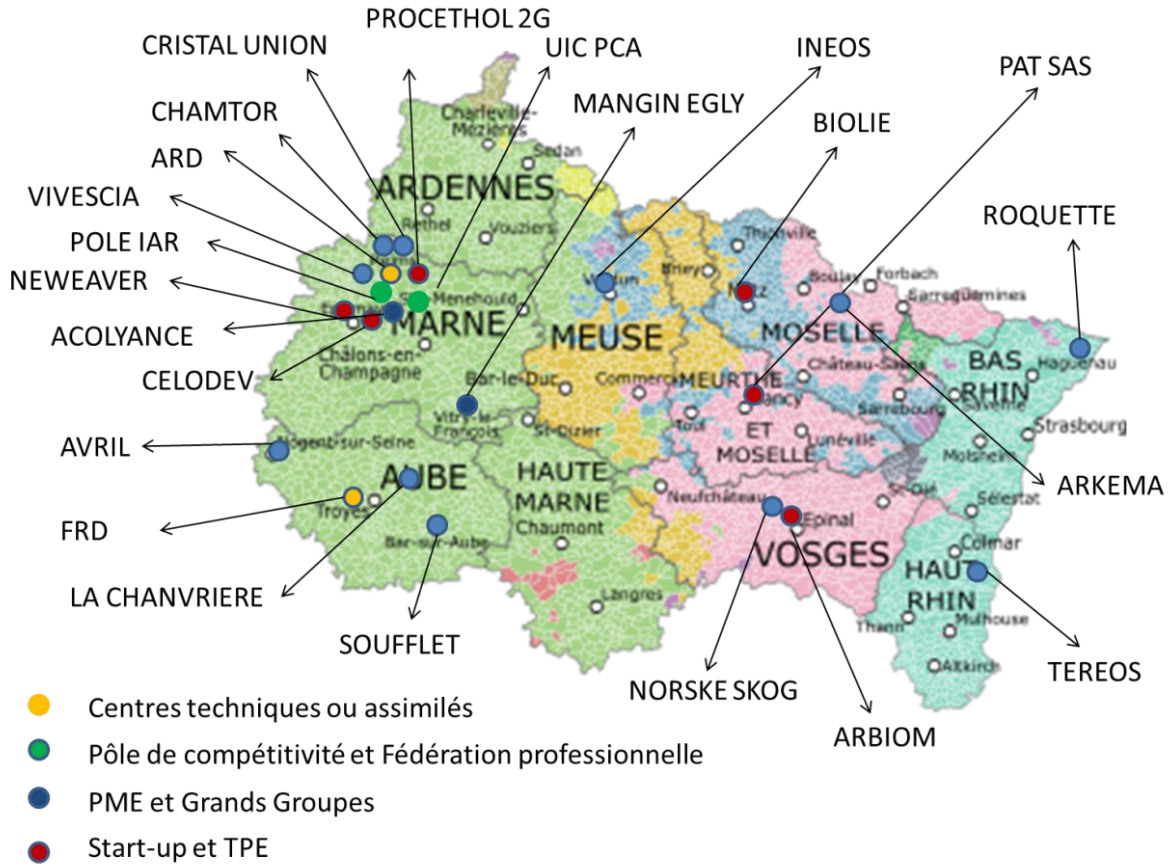 PROCETHOL 2G
CRISTAL UNION
UIC PCA
INEOS
PAT SAS
MANGIN EGLY
CHAMTOR
BIOLIE
ARD
VIVESCIA
ROQUETTE
POLE IAR
NEWEAVER
ACOLYANCE
CELODEV
AVRIL
FRD
LA CHANVRIERE
SOUFFLET
ARKEMA
TEREOS
NORSKE SKOG
ARBIOM
Charleville-
Mézières
Sedan
ARDENNES
Rethel
Vouziers
Thionville
Briey
Boulay
Forbach
Sarreguemines
Menehould
MARNE
MEUSE
MOSELLE
BAS
RHIN
Haguenau
Saverne
Châlons-en-
Champagne
Bar-le-Duc
MEURTHE
ET
MOSELLE
Château-Salins
Sarrebourg
Strasbourg
Vitry-le-
François
St-Dizier
Toul
Lunéville
Molsheim
Nogent-sur-Seine
AUBE
Troyes
Bar-sur-Aube
HAUTE
MARNE
Chaumont
Langres
Neufchâteau
Epinal
VOSGES
Sélestat
Colmar
HAUT
RHIN
Thann
Mulhouse
Altkirch
Centres techniques ou assimilés
Pôle de compétitivité et Fédération professionnelle
PME et Grands Groupes
Start-up et TPE